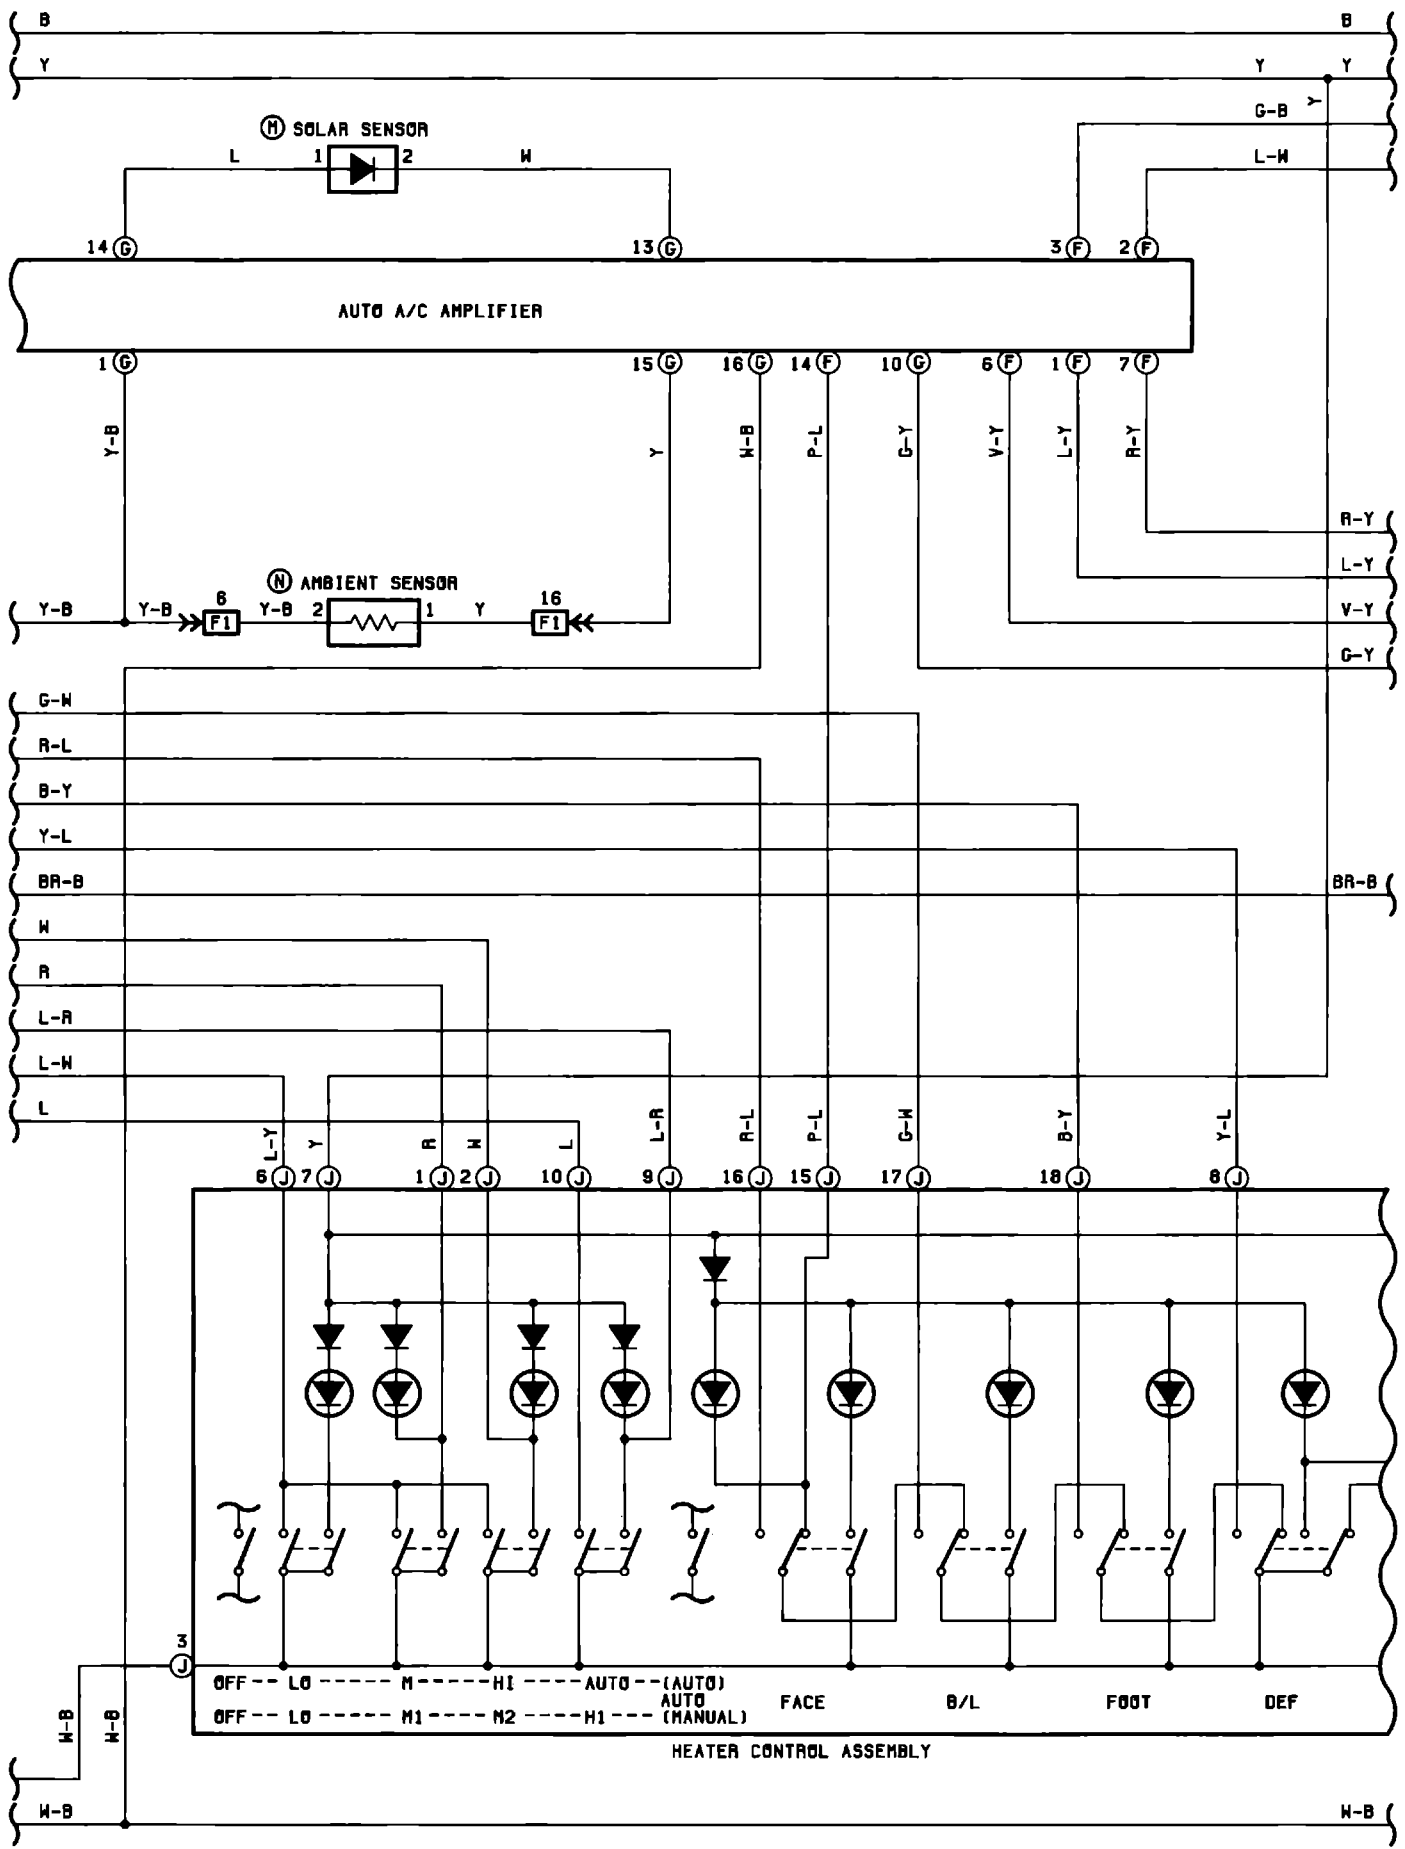 B B
Y Y Y
Y
G-B
M SOLAR SENSOR
L 1 2 W L-W
14 G 13 G 3 F 2 F
AUTO A/C AMPLIFIER
1 G 15 G 16 G 14 F 10 G 6 F 1 F 7 F
Y-B Y W-B P-L G-Y V-Y L-Y R-Y
R-Y
L-Y
N AMBIENT SENSOR
Y-B Y-B 6 F1 Y-B 2 1 Y 16 F1 V-Y
G-Y
G-W
R-L
B-Y
Y-L
BR-B BR-B
W
R
L-R
L-W
L
L-Y Y R W L L-R R-L P-L G-W B-Y Y-L
6 J 7 J 1 J 2 J 10 J 9 J 16 J 15 J 17 J 18 J 8 J
3
J
OFF -- LO ----- M ----- HI ---- AUTO -- (AUTO)
AUTO
OFF -- LO ----- M1 ---- M2 ---- H1 --- (MANUAL)
FACE B/L FOOT DEF
HEATER CONTROL ASSEMBLY
W-B W-B
W-B W-B